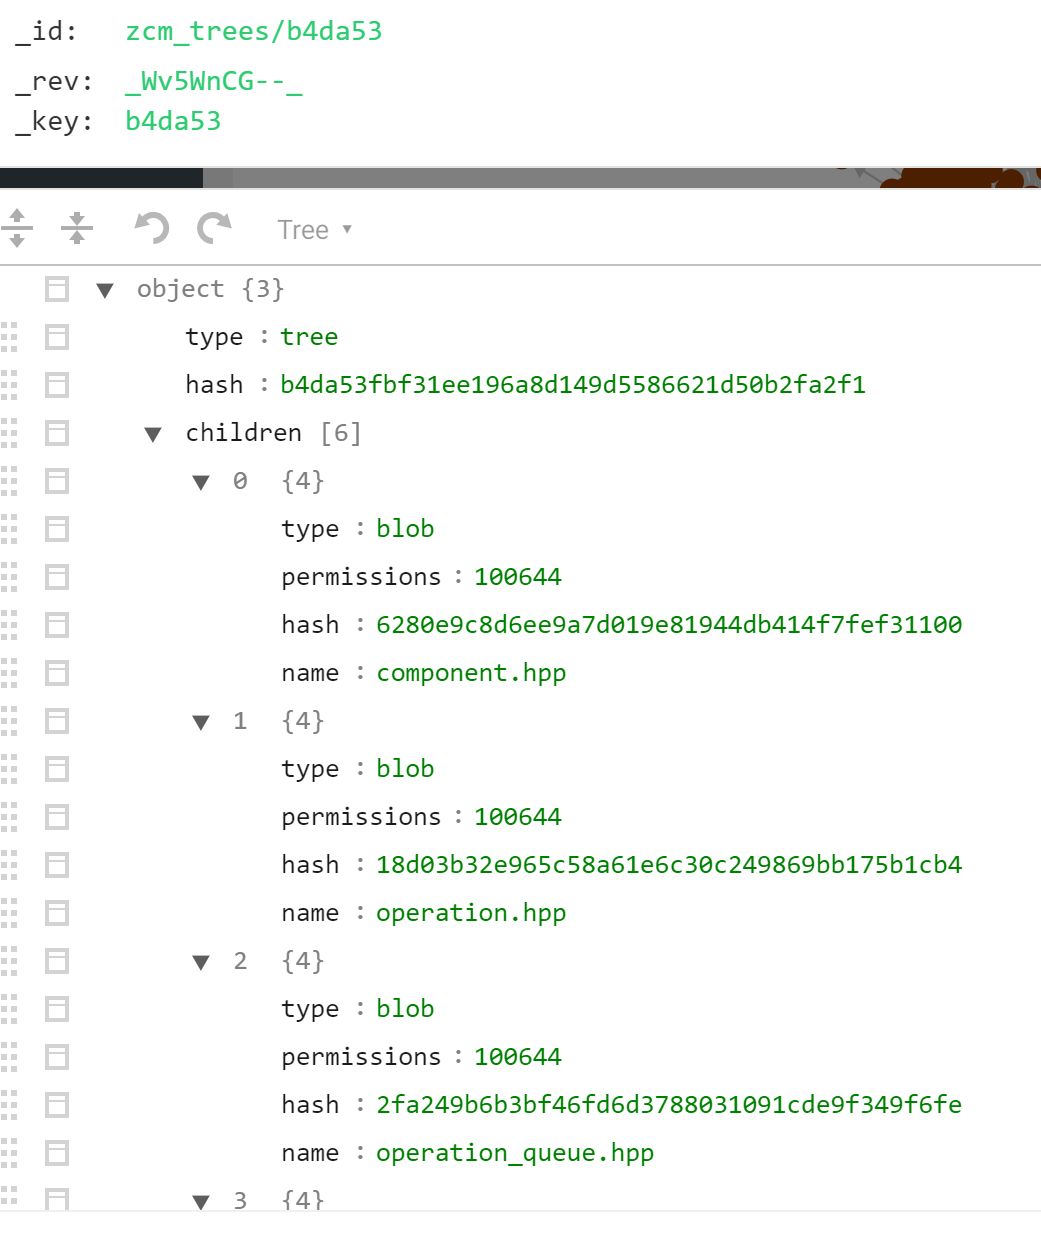 _id: zcm_trees/b4da53
_rev: _Wv5WnCG--_
_key: b4da53
Tree
object {3}
type : tree
hash : b4da53fbf31ee196a8d149d5586621d50b2fa2f1
children [6]
0 {4}
type : blob
permissions : 100644
hash : 6280e9c8d6ee9a7d019e81944db414f7fef31100
name : component.hpp
1 {4}
type : blob
permissions : 100644
hash : 18d03b32e965c58a61e6c30c249869bb175b1cb4
name : operation.hpp
2 {4}
type : blob
permissions : 100644
hash : 2fa249b6b3bf46fd6d3788031091cde9f349f6fe
name : operation_queue.hpp
3 {4}